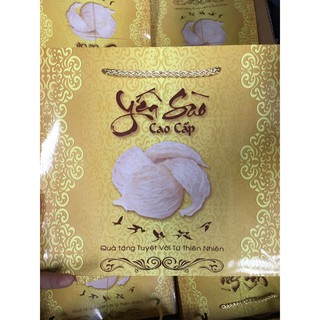 Yến Sào
Cao Cấp
Quà tặng Tuyệt Vời Từ Thiên Nhiên